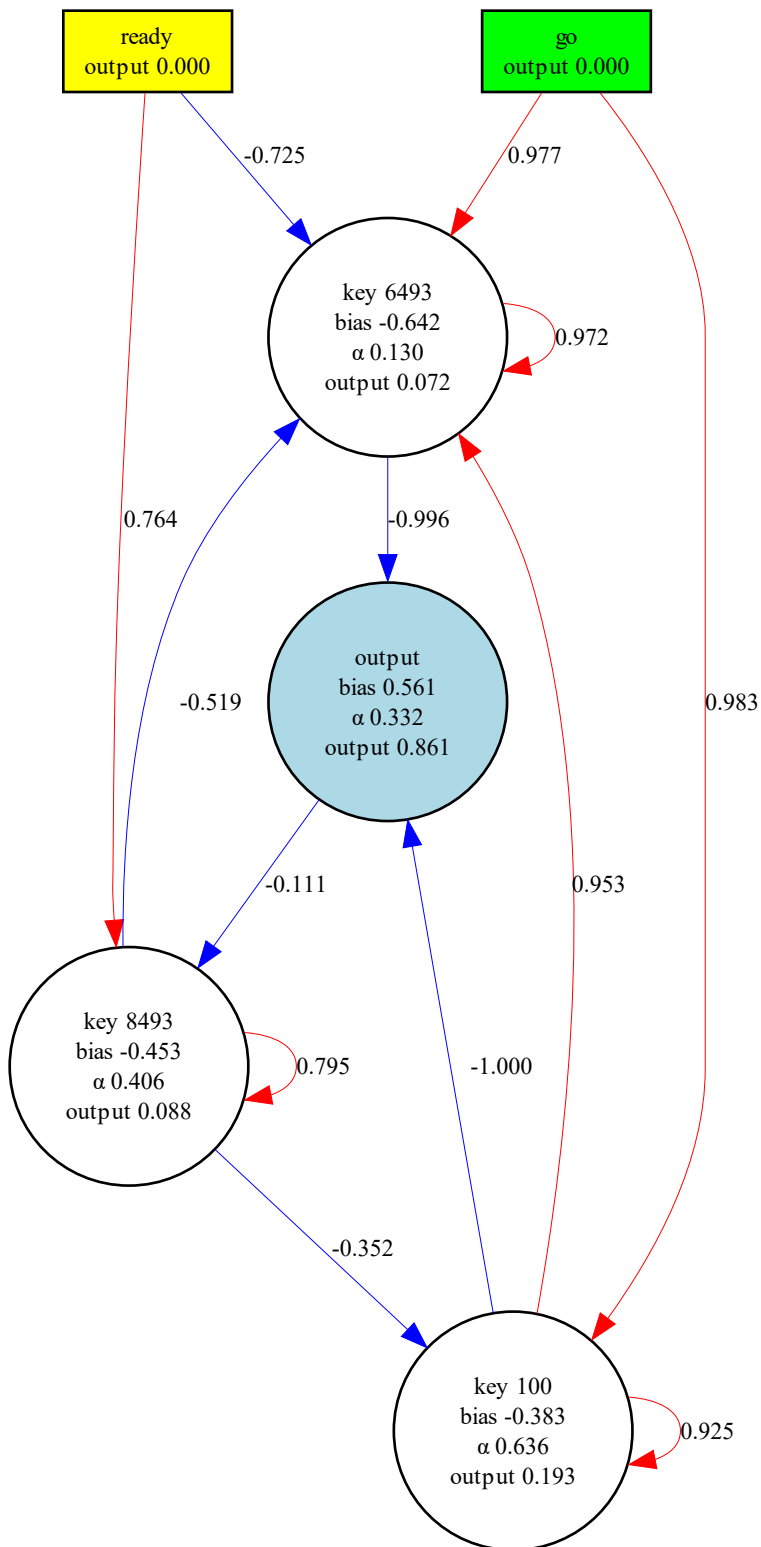 ready
output 0.000
go
output 0.000
-0.725
0.977
key 6493
bias -0.642
α 0.130
output 0.072
0.972
0.764
-0.996
-0.519
output
bias 0.561
α 0.332
output 0.861
0.983
-0.111
0.953
key 8493
bias -0.453
α 0.406
output 0.088
0.795
-1.000
-0.352
key 100
bias -0.383
α 0.636
output 0.193
0.925